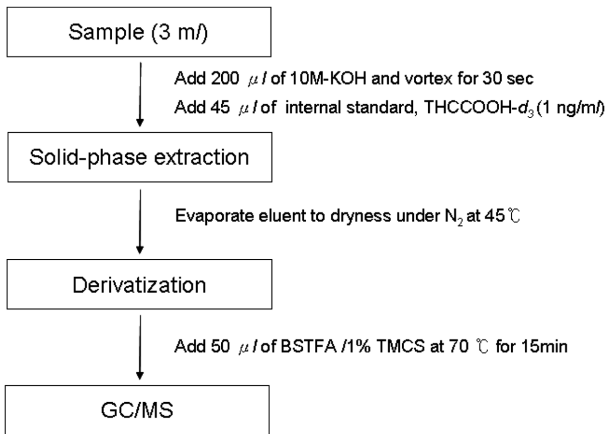 Sample (3 ml)
Add 200 μl of 10M-KOH and vortex for 30 sec
Add 45 μl of internal standard, THCCOOH-d₃ (1 ng/ml)
Solid-phase extraction
Evaporate eluent to dryness under N₂ at 45℃
Derivatization
Add 50 μl of BSTFA /1% TMCS at 70 ℃ for 15min
GC/MS